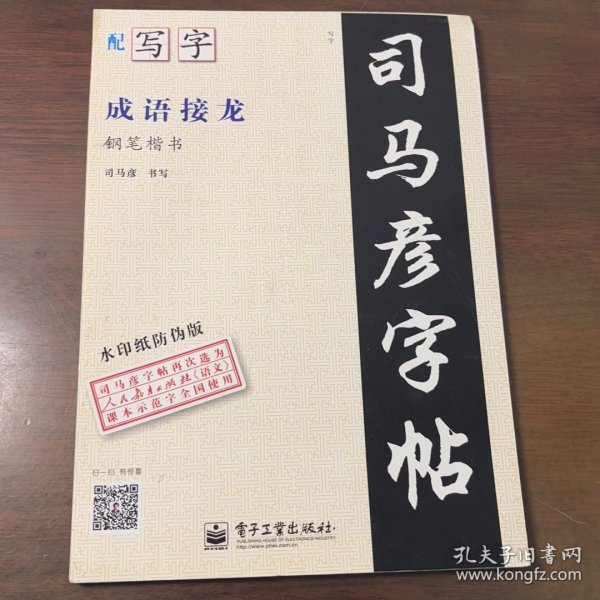 配 写字
写字
成语接龙
钢笔楷书
司马彦 书写
司马彦字帖
水印纸防伪版
司马彦字帖再次选为
人民教育出版社《语文》
课本示范字全国使用
扫一扫 有惊喜
電子工業出版社
PUBLISHING HOUSE OF ELECTRONICS INDUSTRY
http://www.phei.com.cn
PHEI
孔夫子旧书网
www.kongfz.com